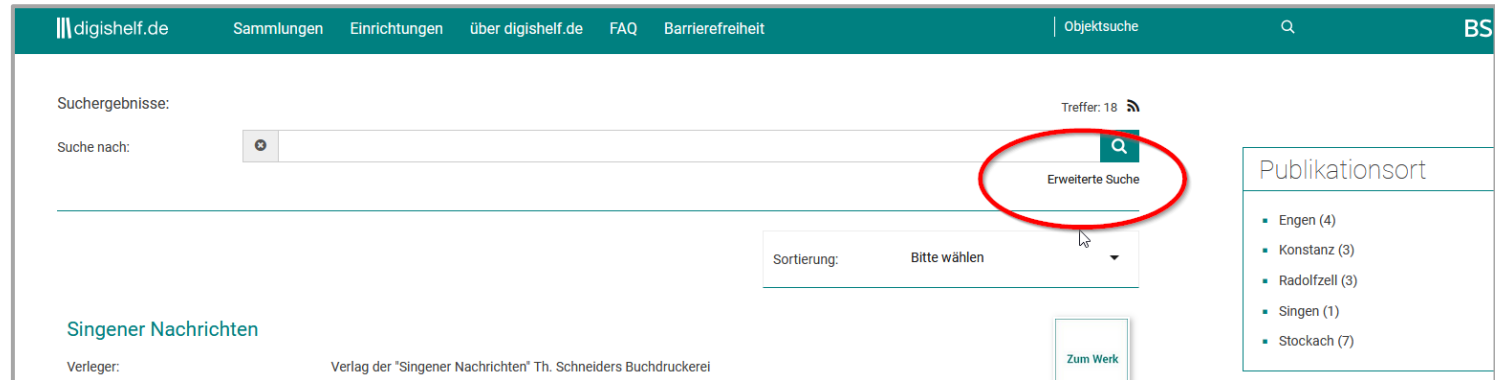 digishelf.de Sammlungen Einrichtungen über digishelf.de FAQ Barrierefreiheit Objektsuche BS
Suchergebnisse: Treffer: 18
Suche nach:
Erweiterte Suche
Sortierung: Bitte wählen
Singener Nachrichten
Verleger: Verlag der "Singener Nachrichten" Th. Schneiders Buchdruckerei
Zum Werk
Publikationsort
Engen (4)
Konstanz (3)
Radolfzell (3)
Singen (1)
Stockach (7)